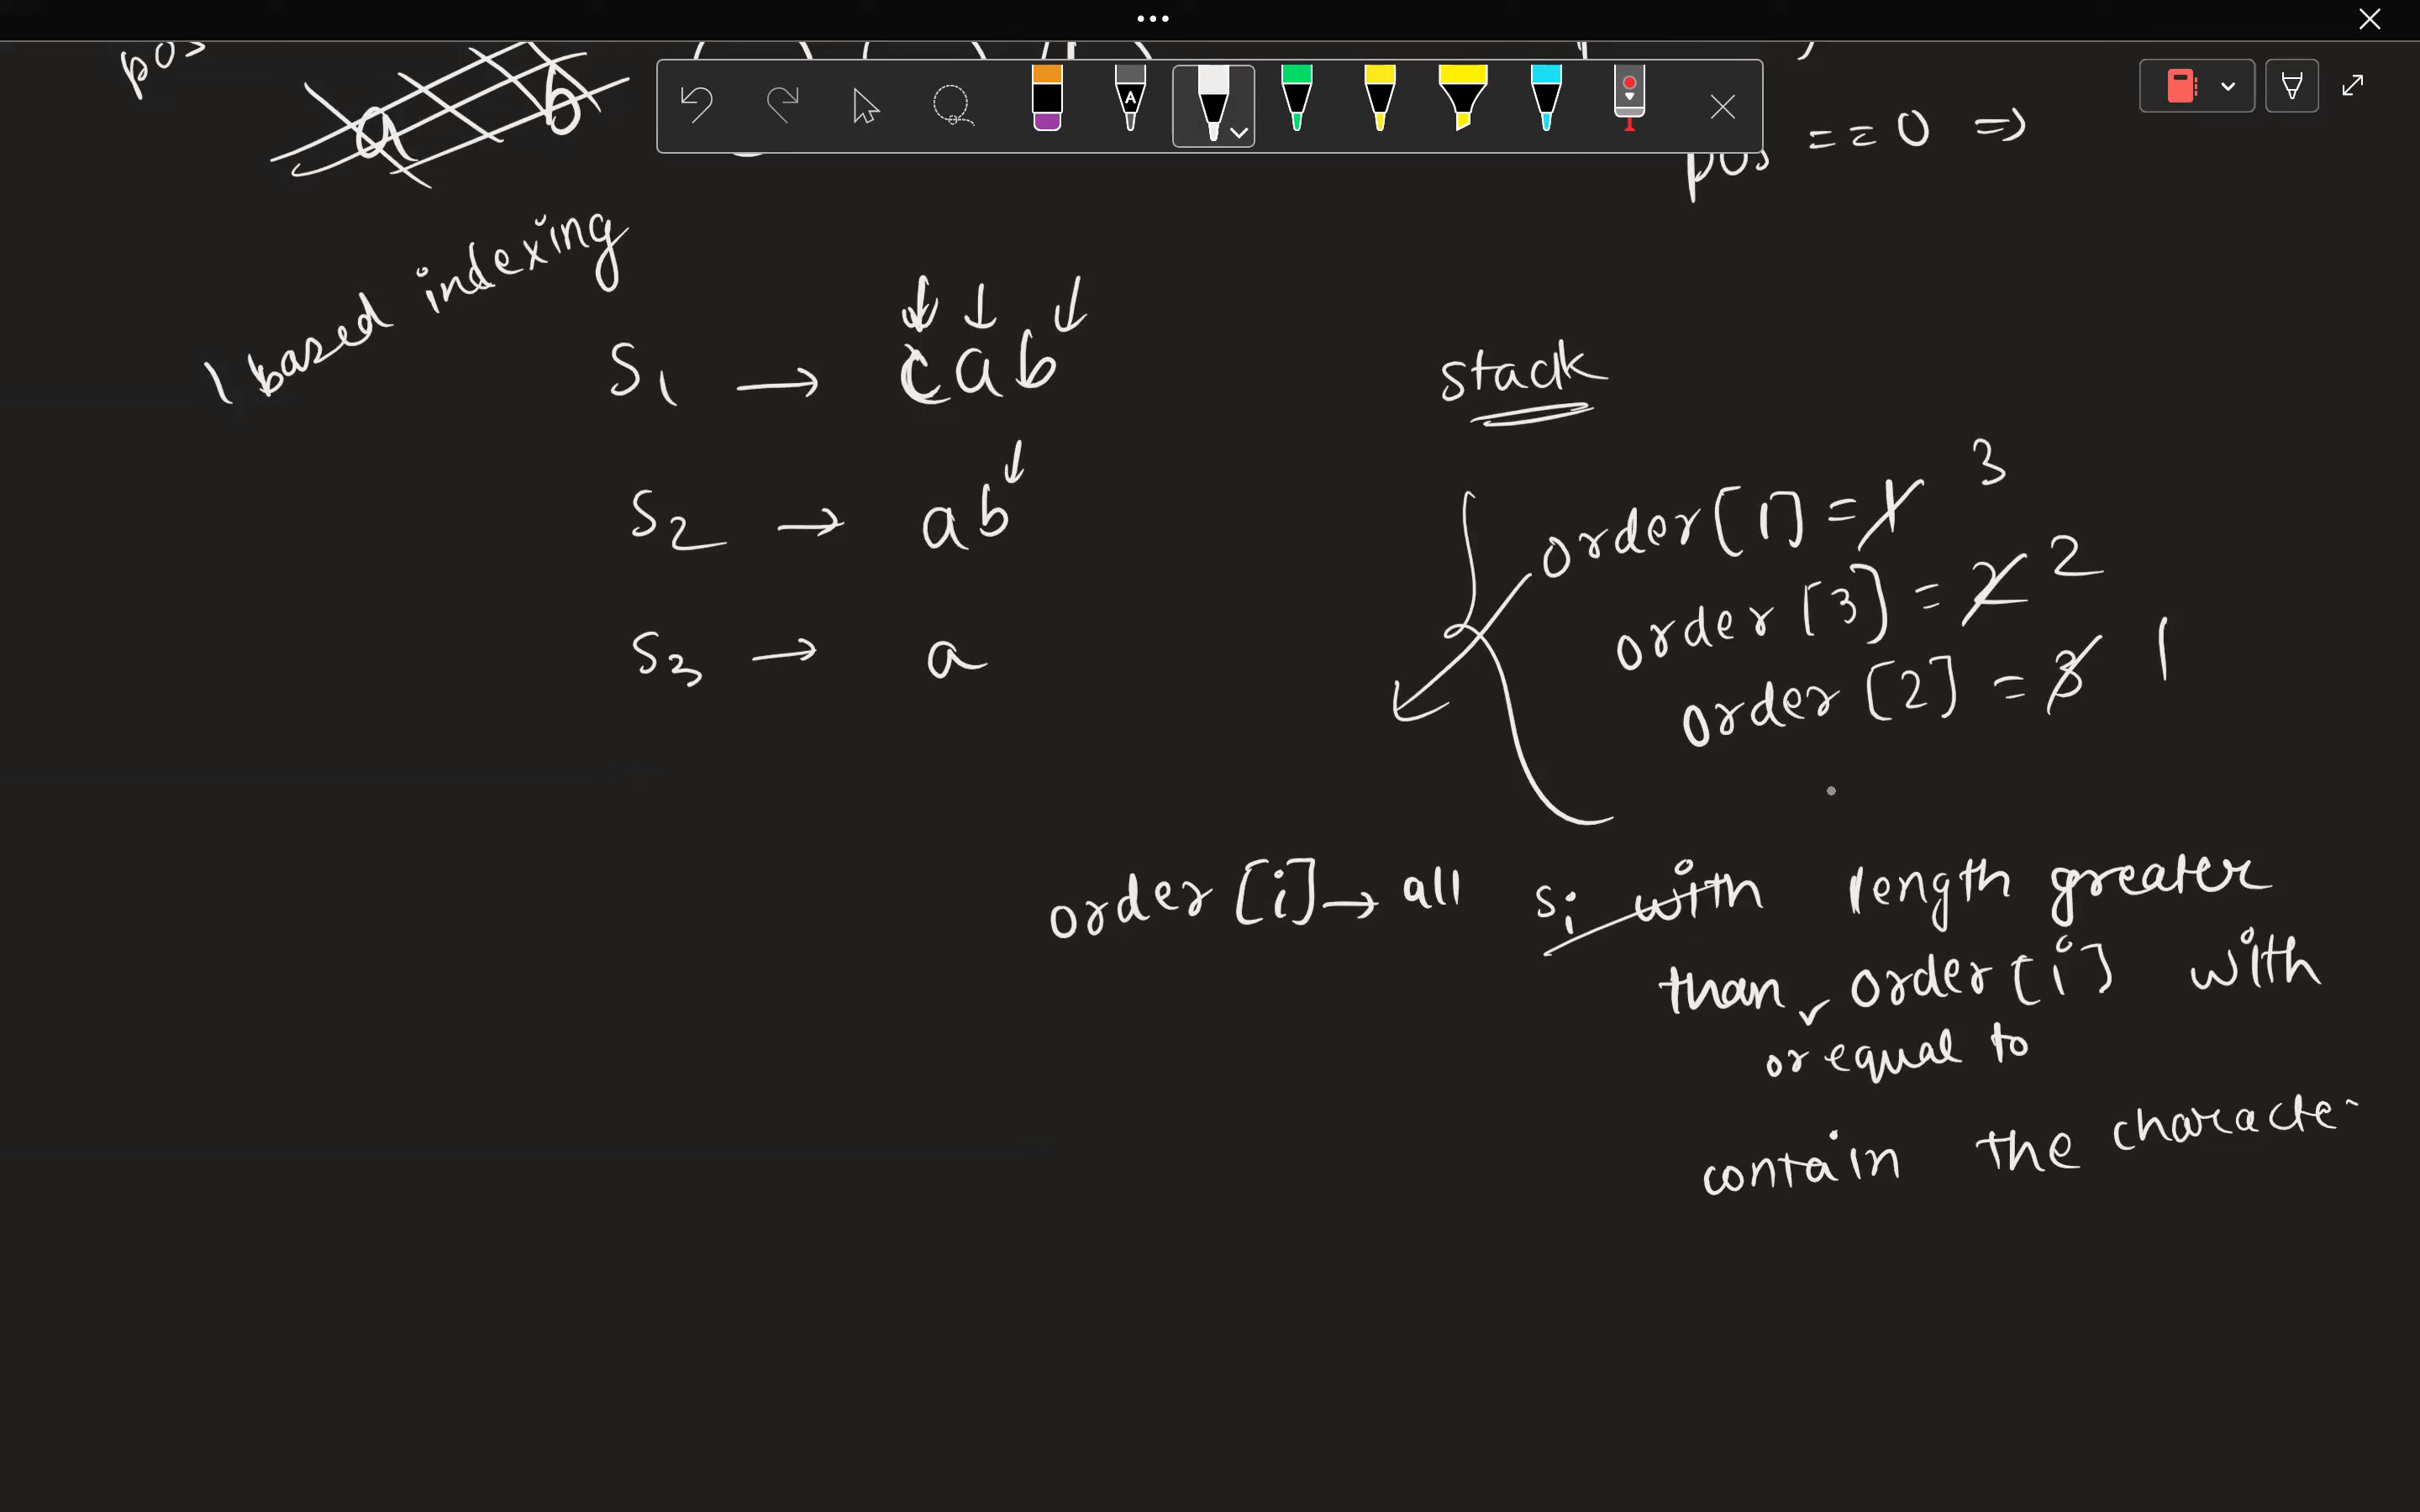 pos
a b
pos == 0 ⇒
1 based indexing
S1 → cab
stack
S2 → ab
order[1] = 1 3
order[3] = 2 2
S3 → a
order[2] = 3 1
order[i] → all si with length greater
than order[i] with
or equal to
contain the characte